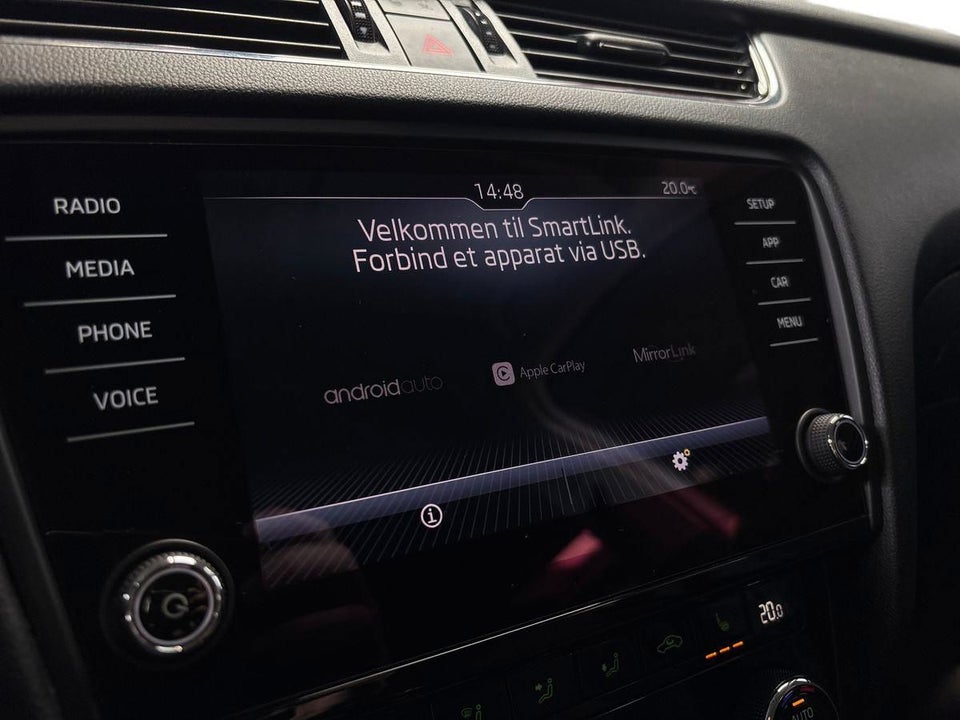 14:48
20.0°C
RADIO
MEDIA
PHONE
VOICE
Velkommen til SmartLink.
Forbind et apparat via USB.
androidauto
Apple CarPlay
MirrorLink
SETUP
APP
CAR
MENU
20.0
AUTO